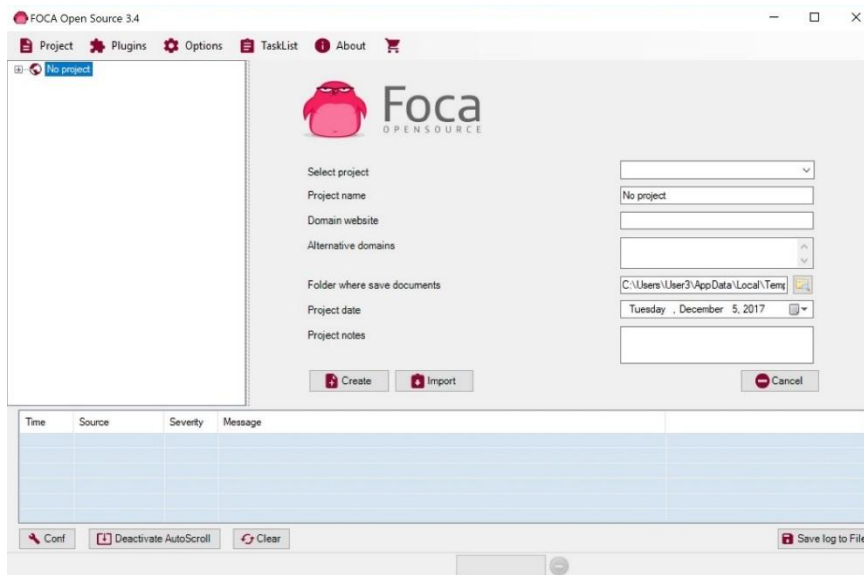 FOCA Open Source 3.4
Project Plugins Options TaskList About
No project
Foca
OPENSOURCE
Select project
Project name No project
Domain website
Alternative domains
Folder where save documents C:\Users\User3\AppData\Local\Temp
Project date Tuesday , December 5, 2017
Project notes
Create Import Cancel
Time Source Severity Message
Conf Deactivate AutoScroll Clear Save log to File